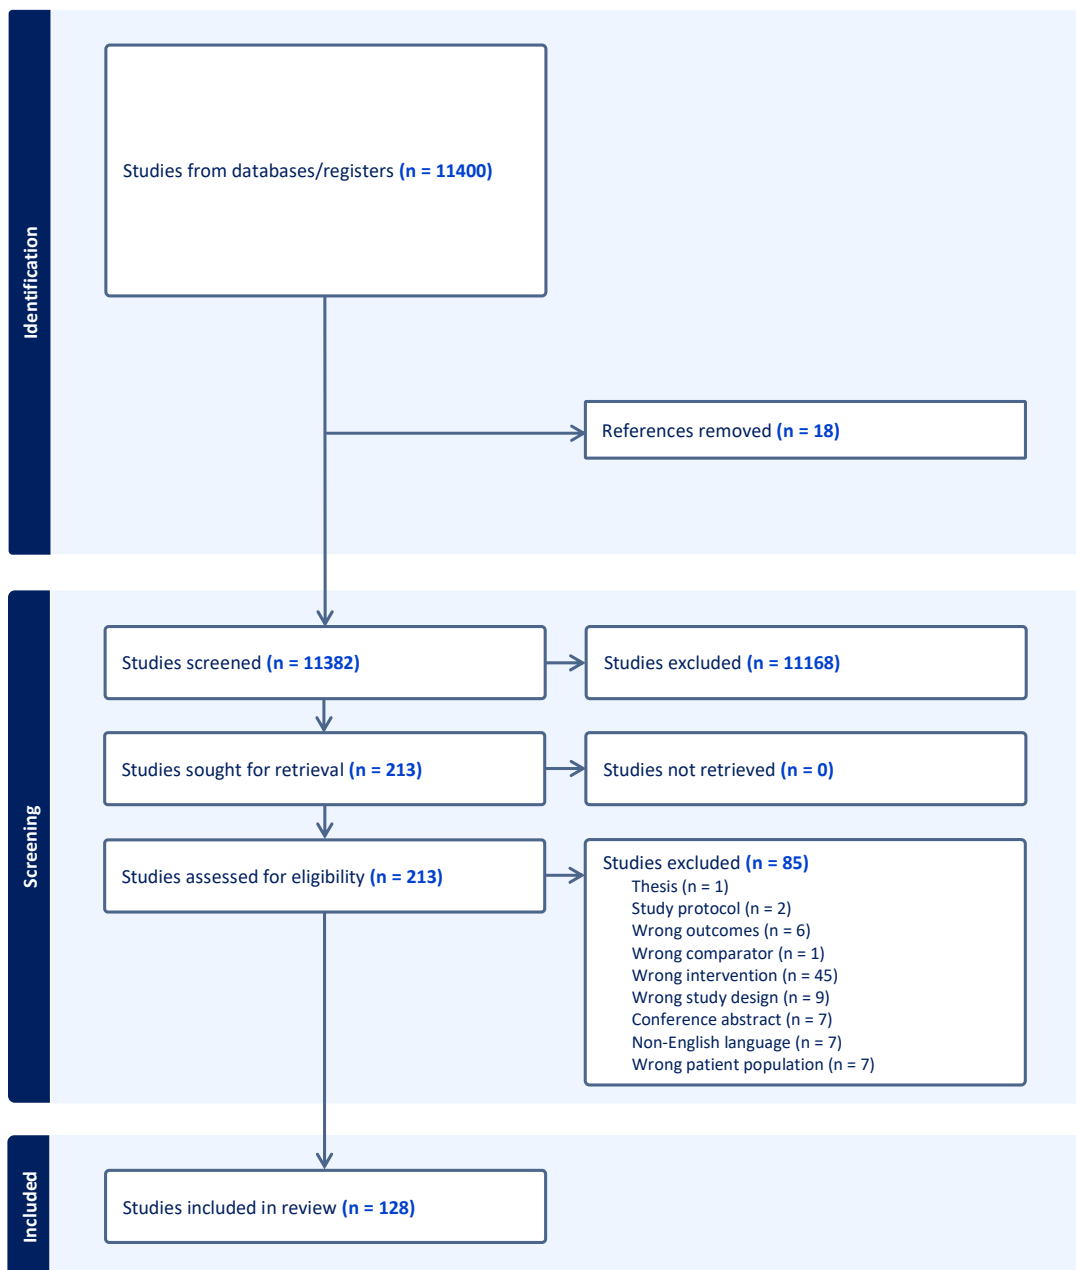 Identification
Studies from databases/registers (n = 11400)
References removed (n = 18)
Screening
Studies screened (n = 11382)
Studies excluded (n = 11168)
Studies sought for retrieval (n = 213)
Studies not retrieved (n = 0)
Studies assessed for eligibility (n = 213)
Studies excluded (n = 85)
Thesis (n = 1)
Study protocol (n = 2)
Wrong outcomes (n = 6)
Wrong comparator (n = 1)
Wrong intervention (n = 45)
Wrong study design (n = 9)
Conference abstract (n = 7)
Non-English language (n = 7)
Wrong patient population (n = 7)
Included
Studies included in review (n = 128)